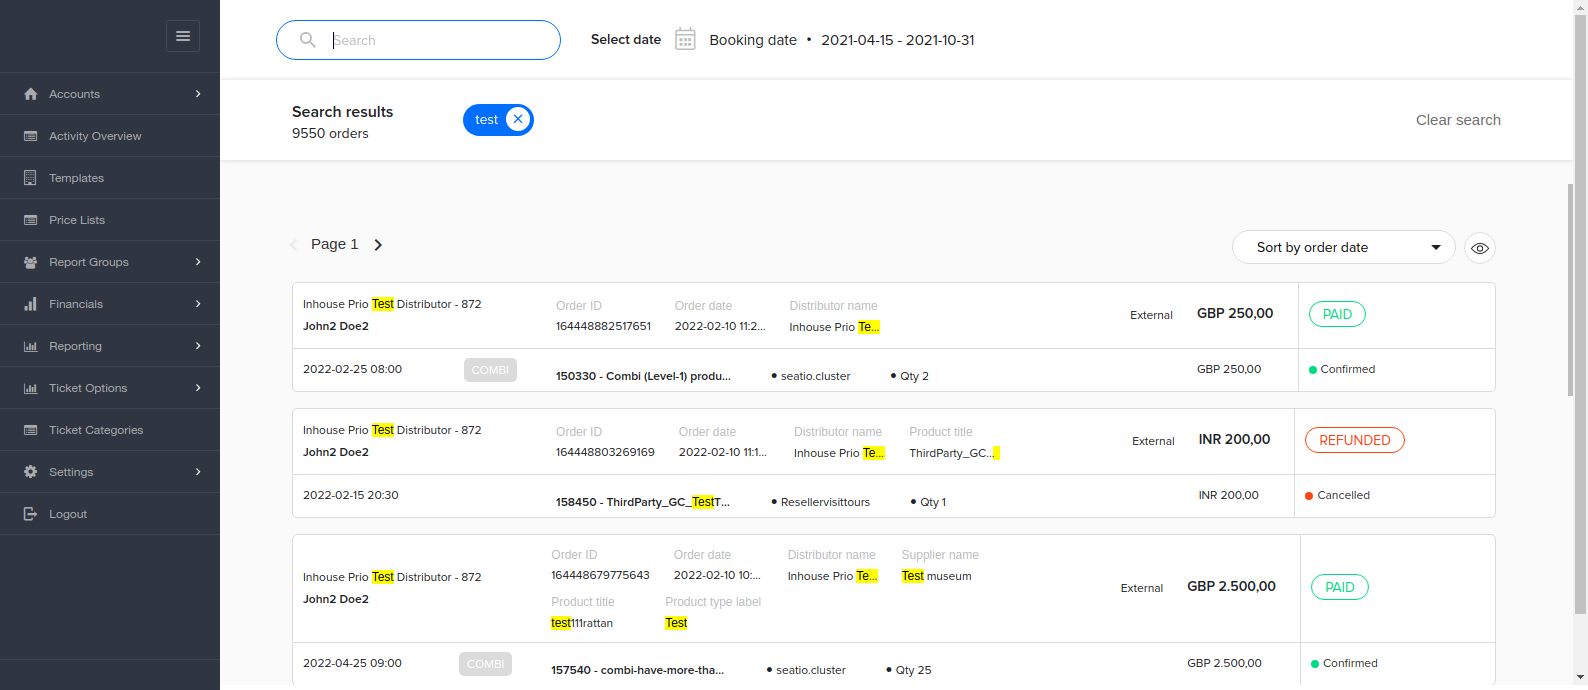 Search
Select date
Booking date • 2021-04-15 - 2021-10-31
Accounts
Activity Overview
Templates
Price Lists
Report Groups
Financials
Reporting
Ticket Options
Ticket Categories
Settings
Logout
Search results
9550 orders
test
Clear search
Page 1
Sort by order date
Inhouse Prio Test Distributor - 872
John2 Doe2
Order ID
164448882517651
Order date
2022-02-10 11:2...
Distributor name
Inhouse Prio Te...
External
GBP 250,00
PAID
2022-02-25 08:00
COMBI
150330 - Combi (Level-1) produ...
• seatio.cluster
• Qty 2
GBP 250,00
Confirmed
Inhouse Prio Test Distributor - 872
John2 Doe2
Order ID
164448803269169
Order date
2022-02-10 11:1...
Distributor name
Inhouse Prio Te...
Product title
ThirdParty_GC...
External
INR 200,00
REFUNDED
2022-02-15 20:30
158450 - ThirdParty_GC_TestT...
• Resellervisittours
• Qty 1
INR 200,00
Cancelled
Inhouse Prio Test Distributor - 872
John2 Doe2
Order ID
164448679775643
Order date
2022-02-10 10:...
Distributor name
Inhouse Prio Te...
Supplier name
Test museum
Product title
test111rattan
Product type label
Test
External
GBP 2.500,00
PAID
2022-04-25 09:00
COMBI
157540 - combi-have-more-tha...
• seatio.cluster
• Qty 25
GBP 2.500,00
Confirmed